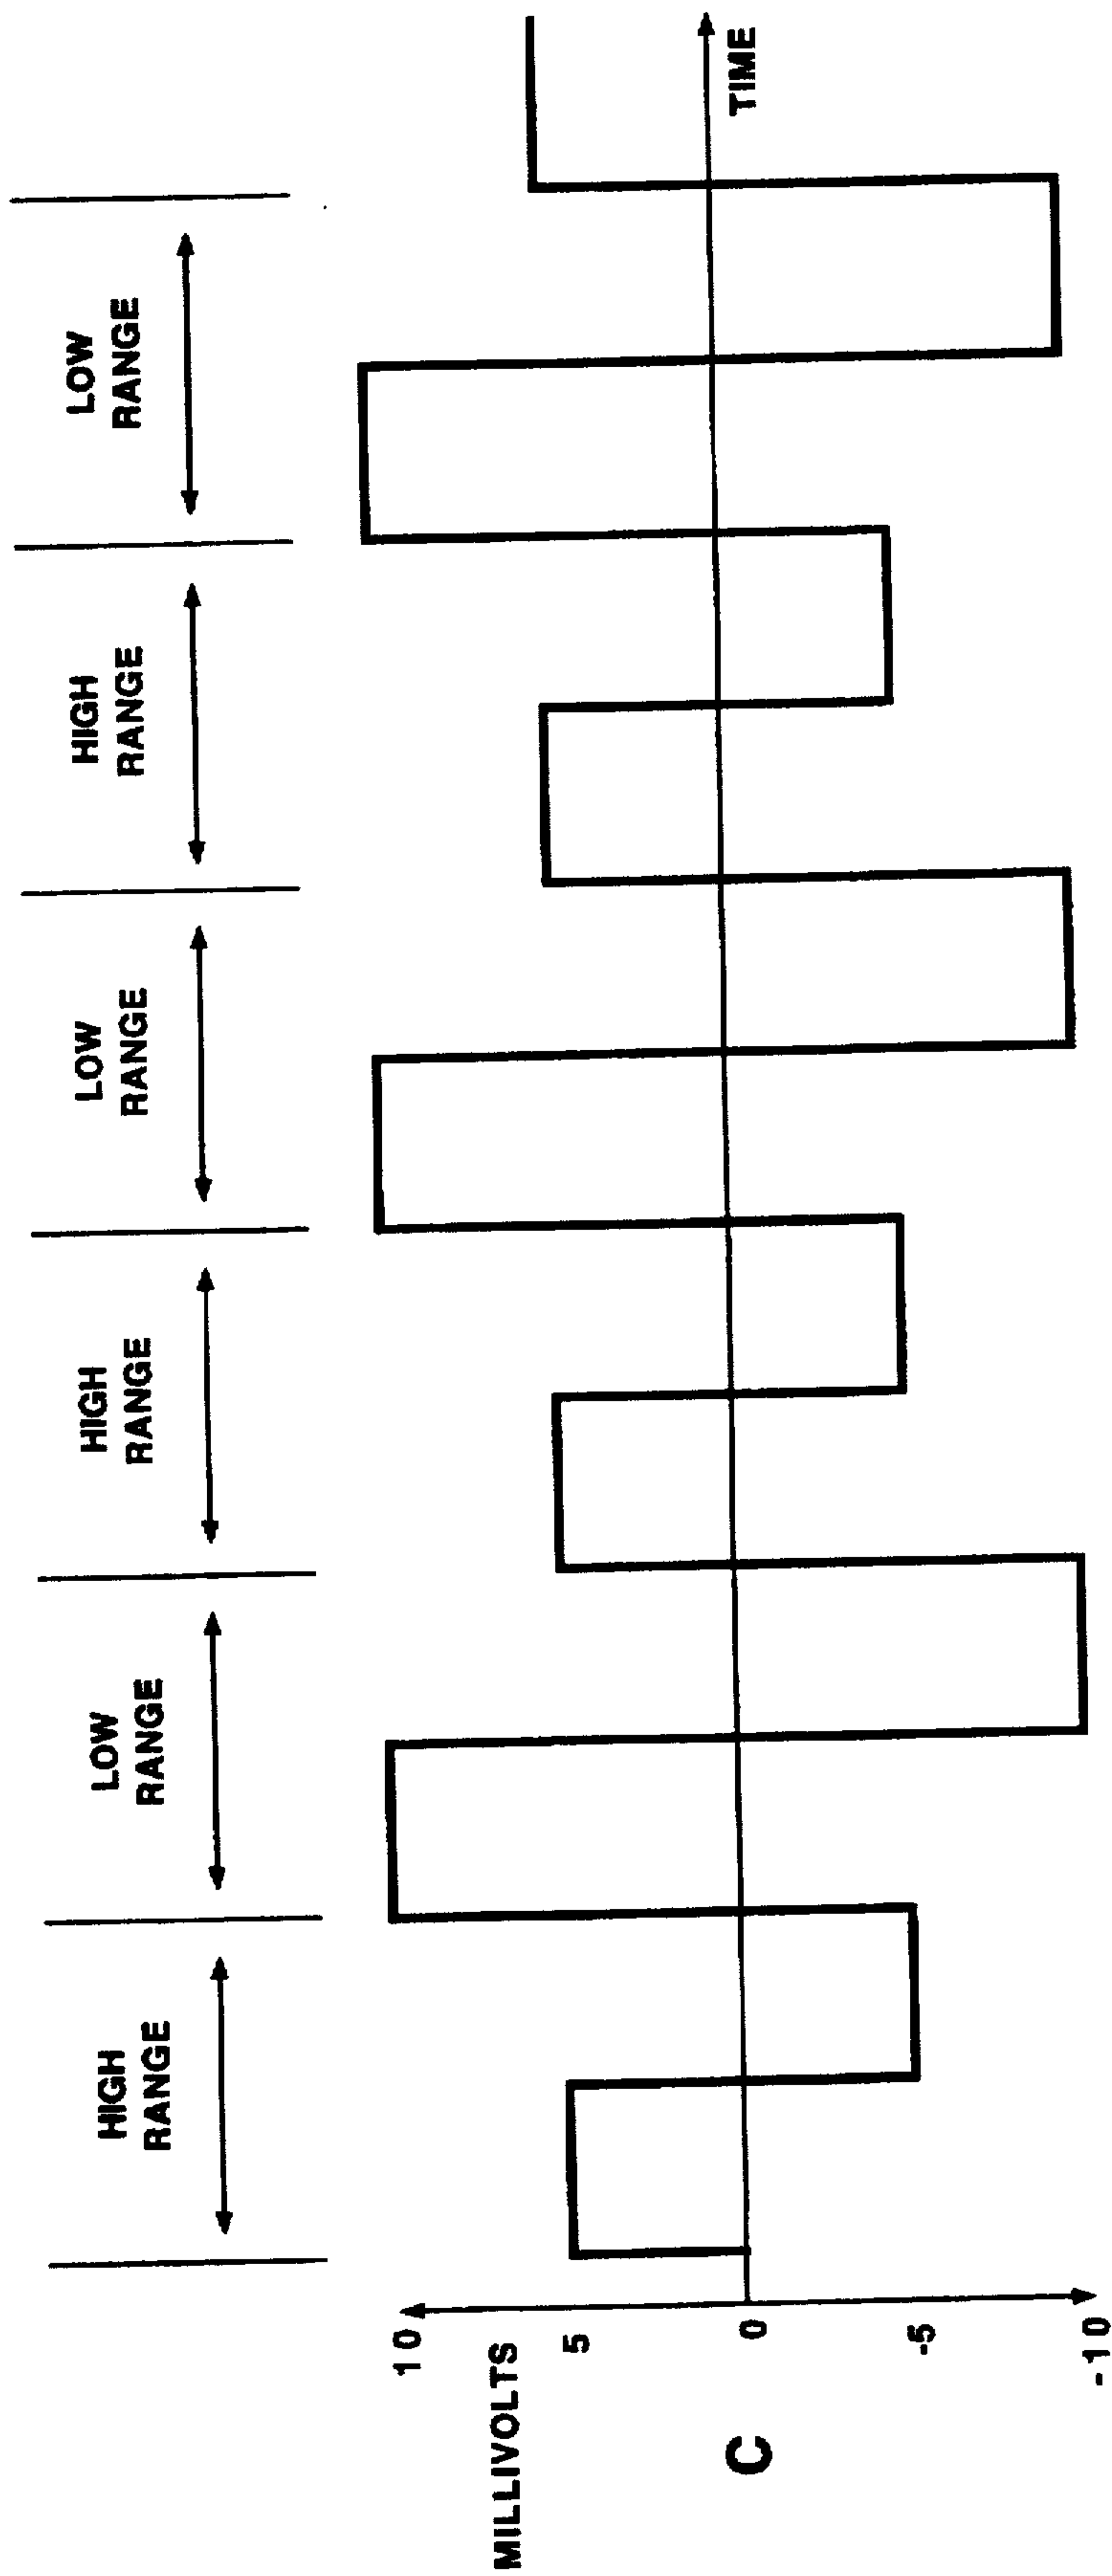 HIGH
RANGE
LOW
RANGE
HIGH
RANGE
LOW
RANGE
HIGH
RANGE
LOW
RANGE
10
MILLIVOLTS
5
C
0
TIME
-5
-10